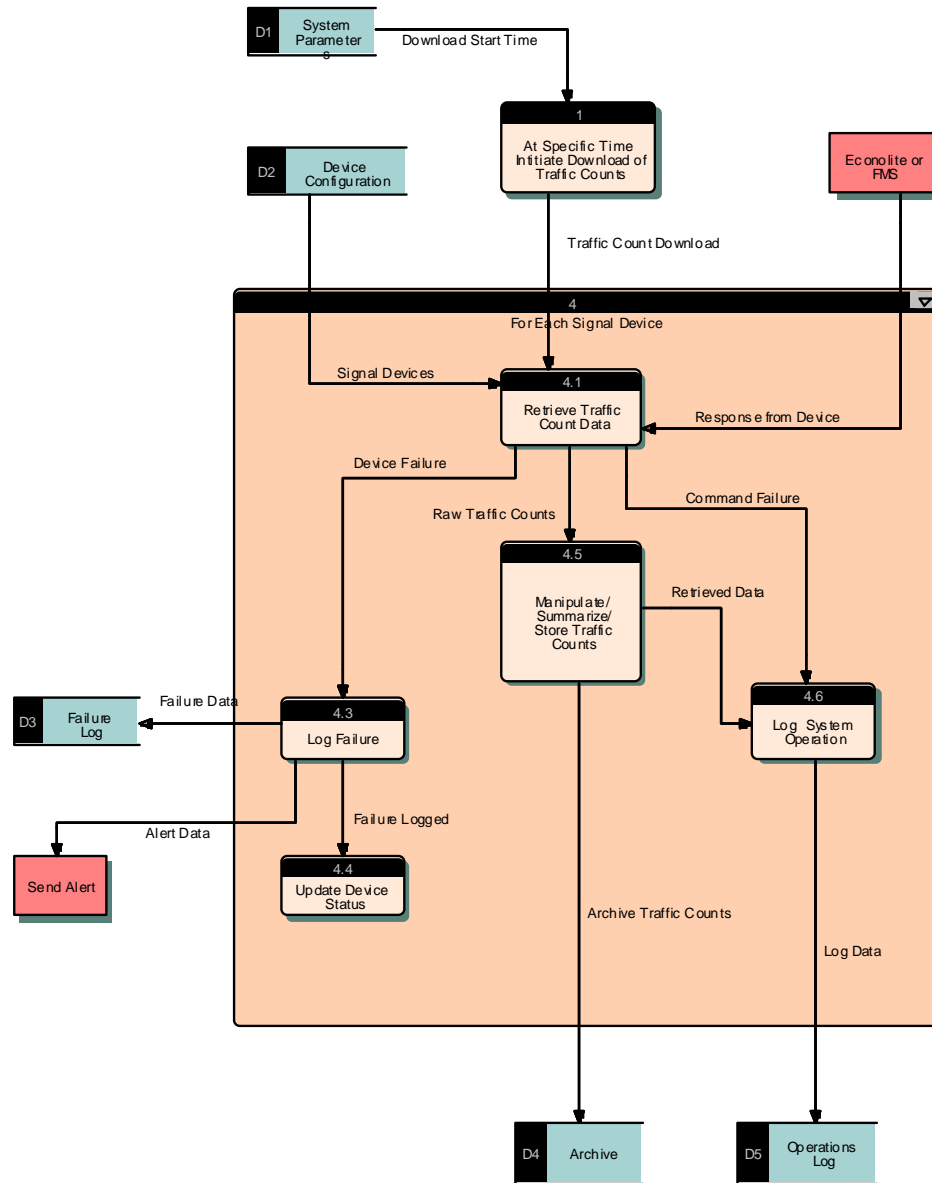 D1
System
Parameter
s
Download Start Time
1
At Specific Time
Intitiate Download of
Traffic Counts
D2
Device
Configuration
Econolite or
FMS
Traffic Count Download
4
For Each Signal Device
Signal Devices
4.1
Retrieve Traffic
Count Data
Response from Device
Device Failure
Raw Traffic Counts
Command Failure
4.5
Manipulate/
Summarize/
Store Traffic
Counts
Retrieved Data
D3
Failure
Log
Failure Data
4.3
Log Failure
4.6
Log System
Operation
Alert Data
Failure Logged
Send Alert
4.4
Update Device
Status
Archive Traffic Counts
Log Data
D4
Archive
D5
Operations
Log